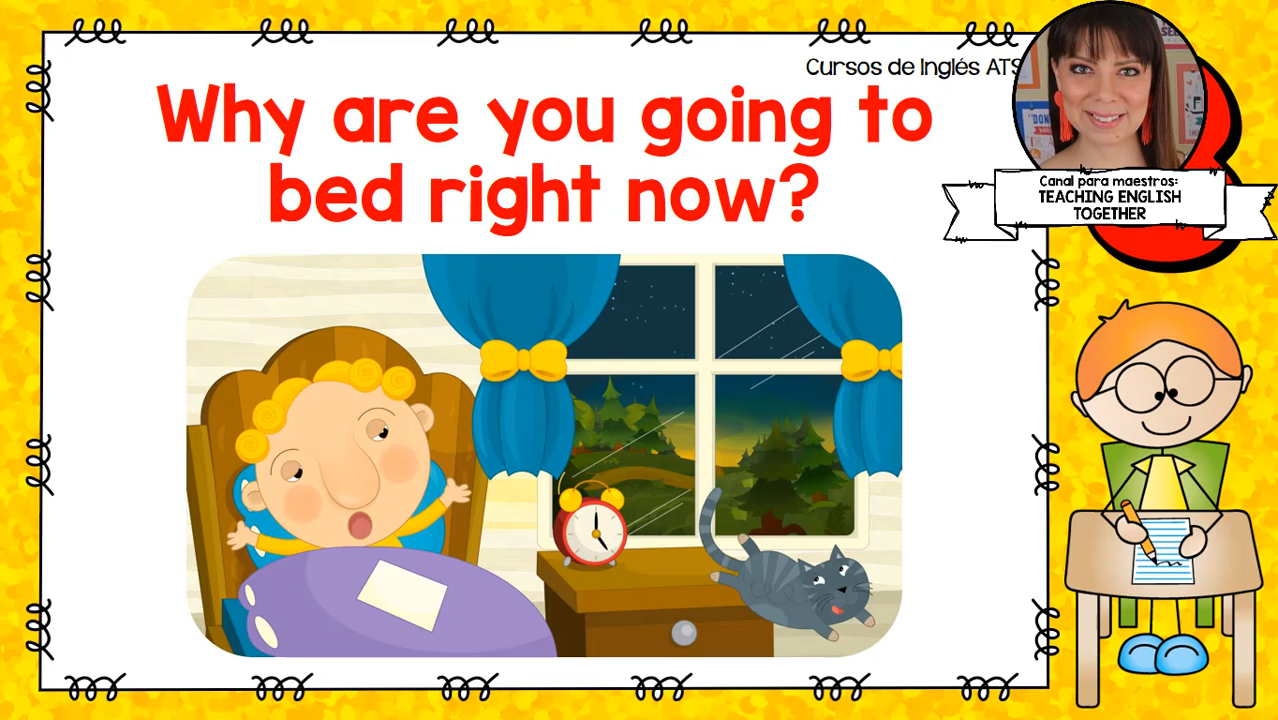 Cursos de Inglés ATS
Why are you going to
bed right now?
Canal para maestros:
TEACHING ENGLISH
TOGETHER